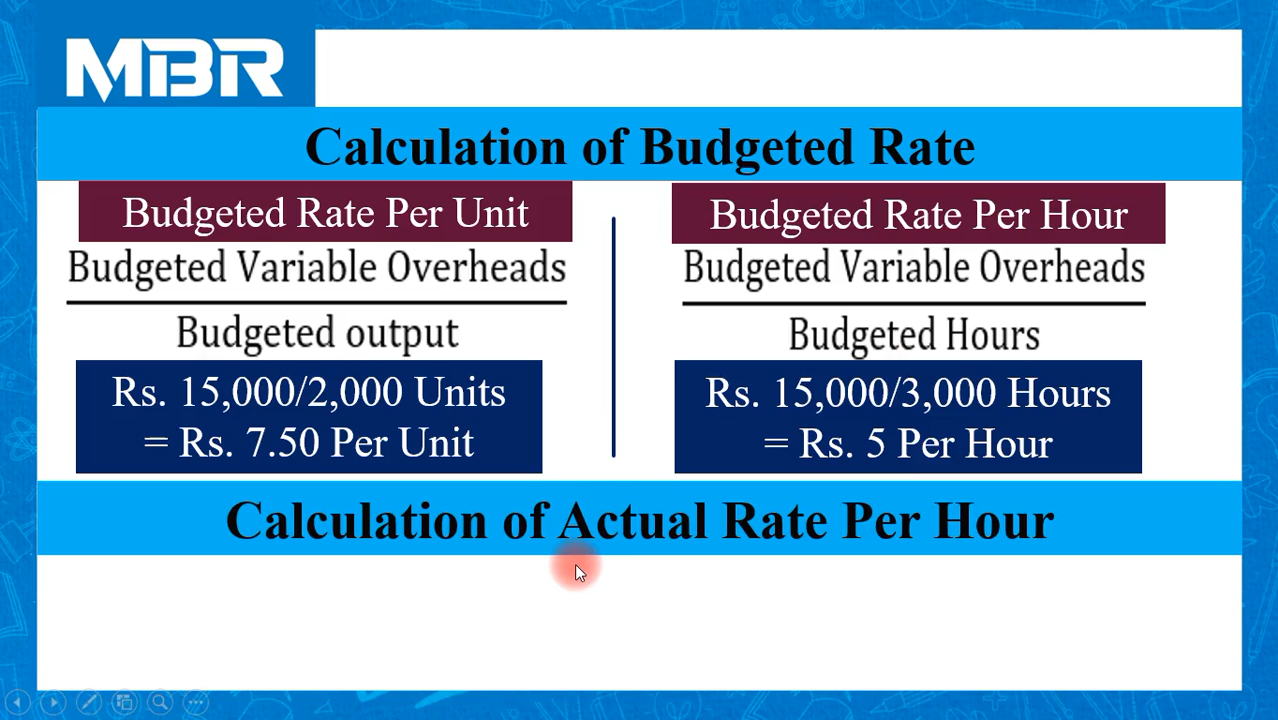 MBR
Calculation of Budgeted Rate
Budgeted Rate Per Unit
Budgeted Variable Overheads
Budgeted output
Rs. 15,000/2,000 Units
= Rs. 7.50 Per Unit
Budgeted Rate Per Hour
Budgeted Variable Overheads
Budgeted Hours
Rs. 15,000/3,000 Hours
= Rs. 5 Per Hour
Calculation of Actual Rate Per Hour